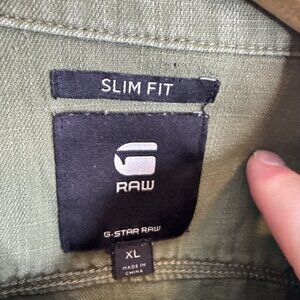 SLIM FIT
RAW
G-STAR RAW
XL
MADE IN
CHINA